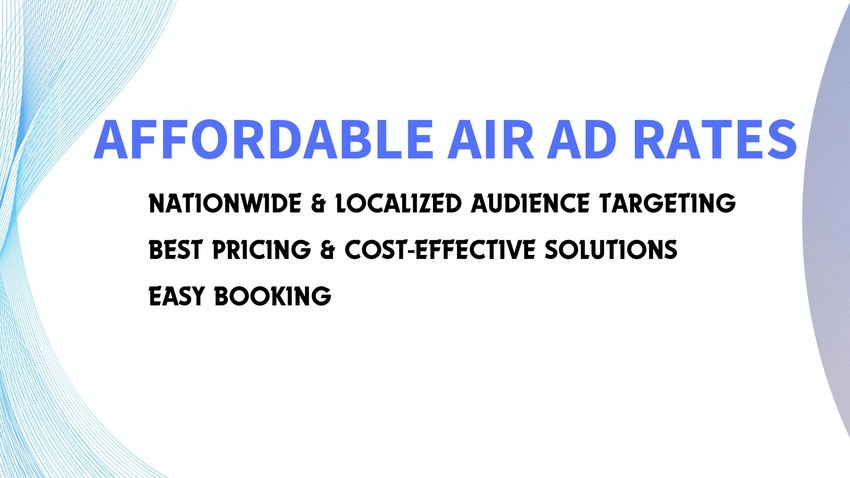 AFFORDABLE AIR AD RATES
NATIONWIDE & LOCALIZED AUDIENCE TARGETING
BEST PRICING & COST-EFFECTIVE SOLUTIONS
EASY BOOKING